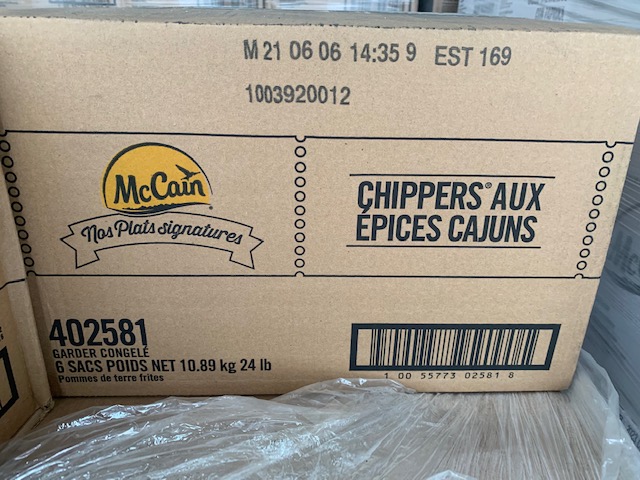 M 21 06 06 14:35 9 EST 169
1003920012
McCain
Nos Plats signatures
CHIPPERS® AUX
ÉPICES CAJUNS
402581
GARDER CONGELÉ
6 SACS POIDS NET 10.89 kg 24 lb
Pommes de terre frites
1 00 55773 02581 8